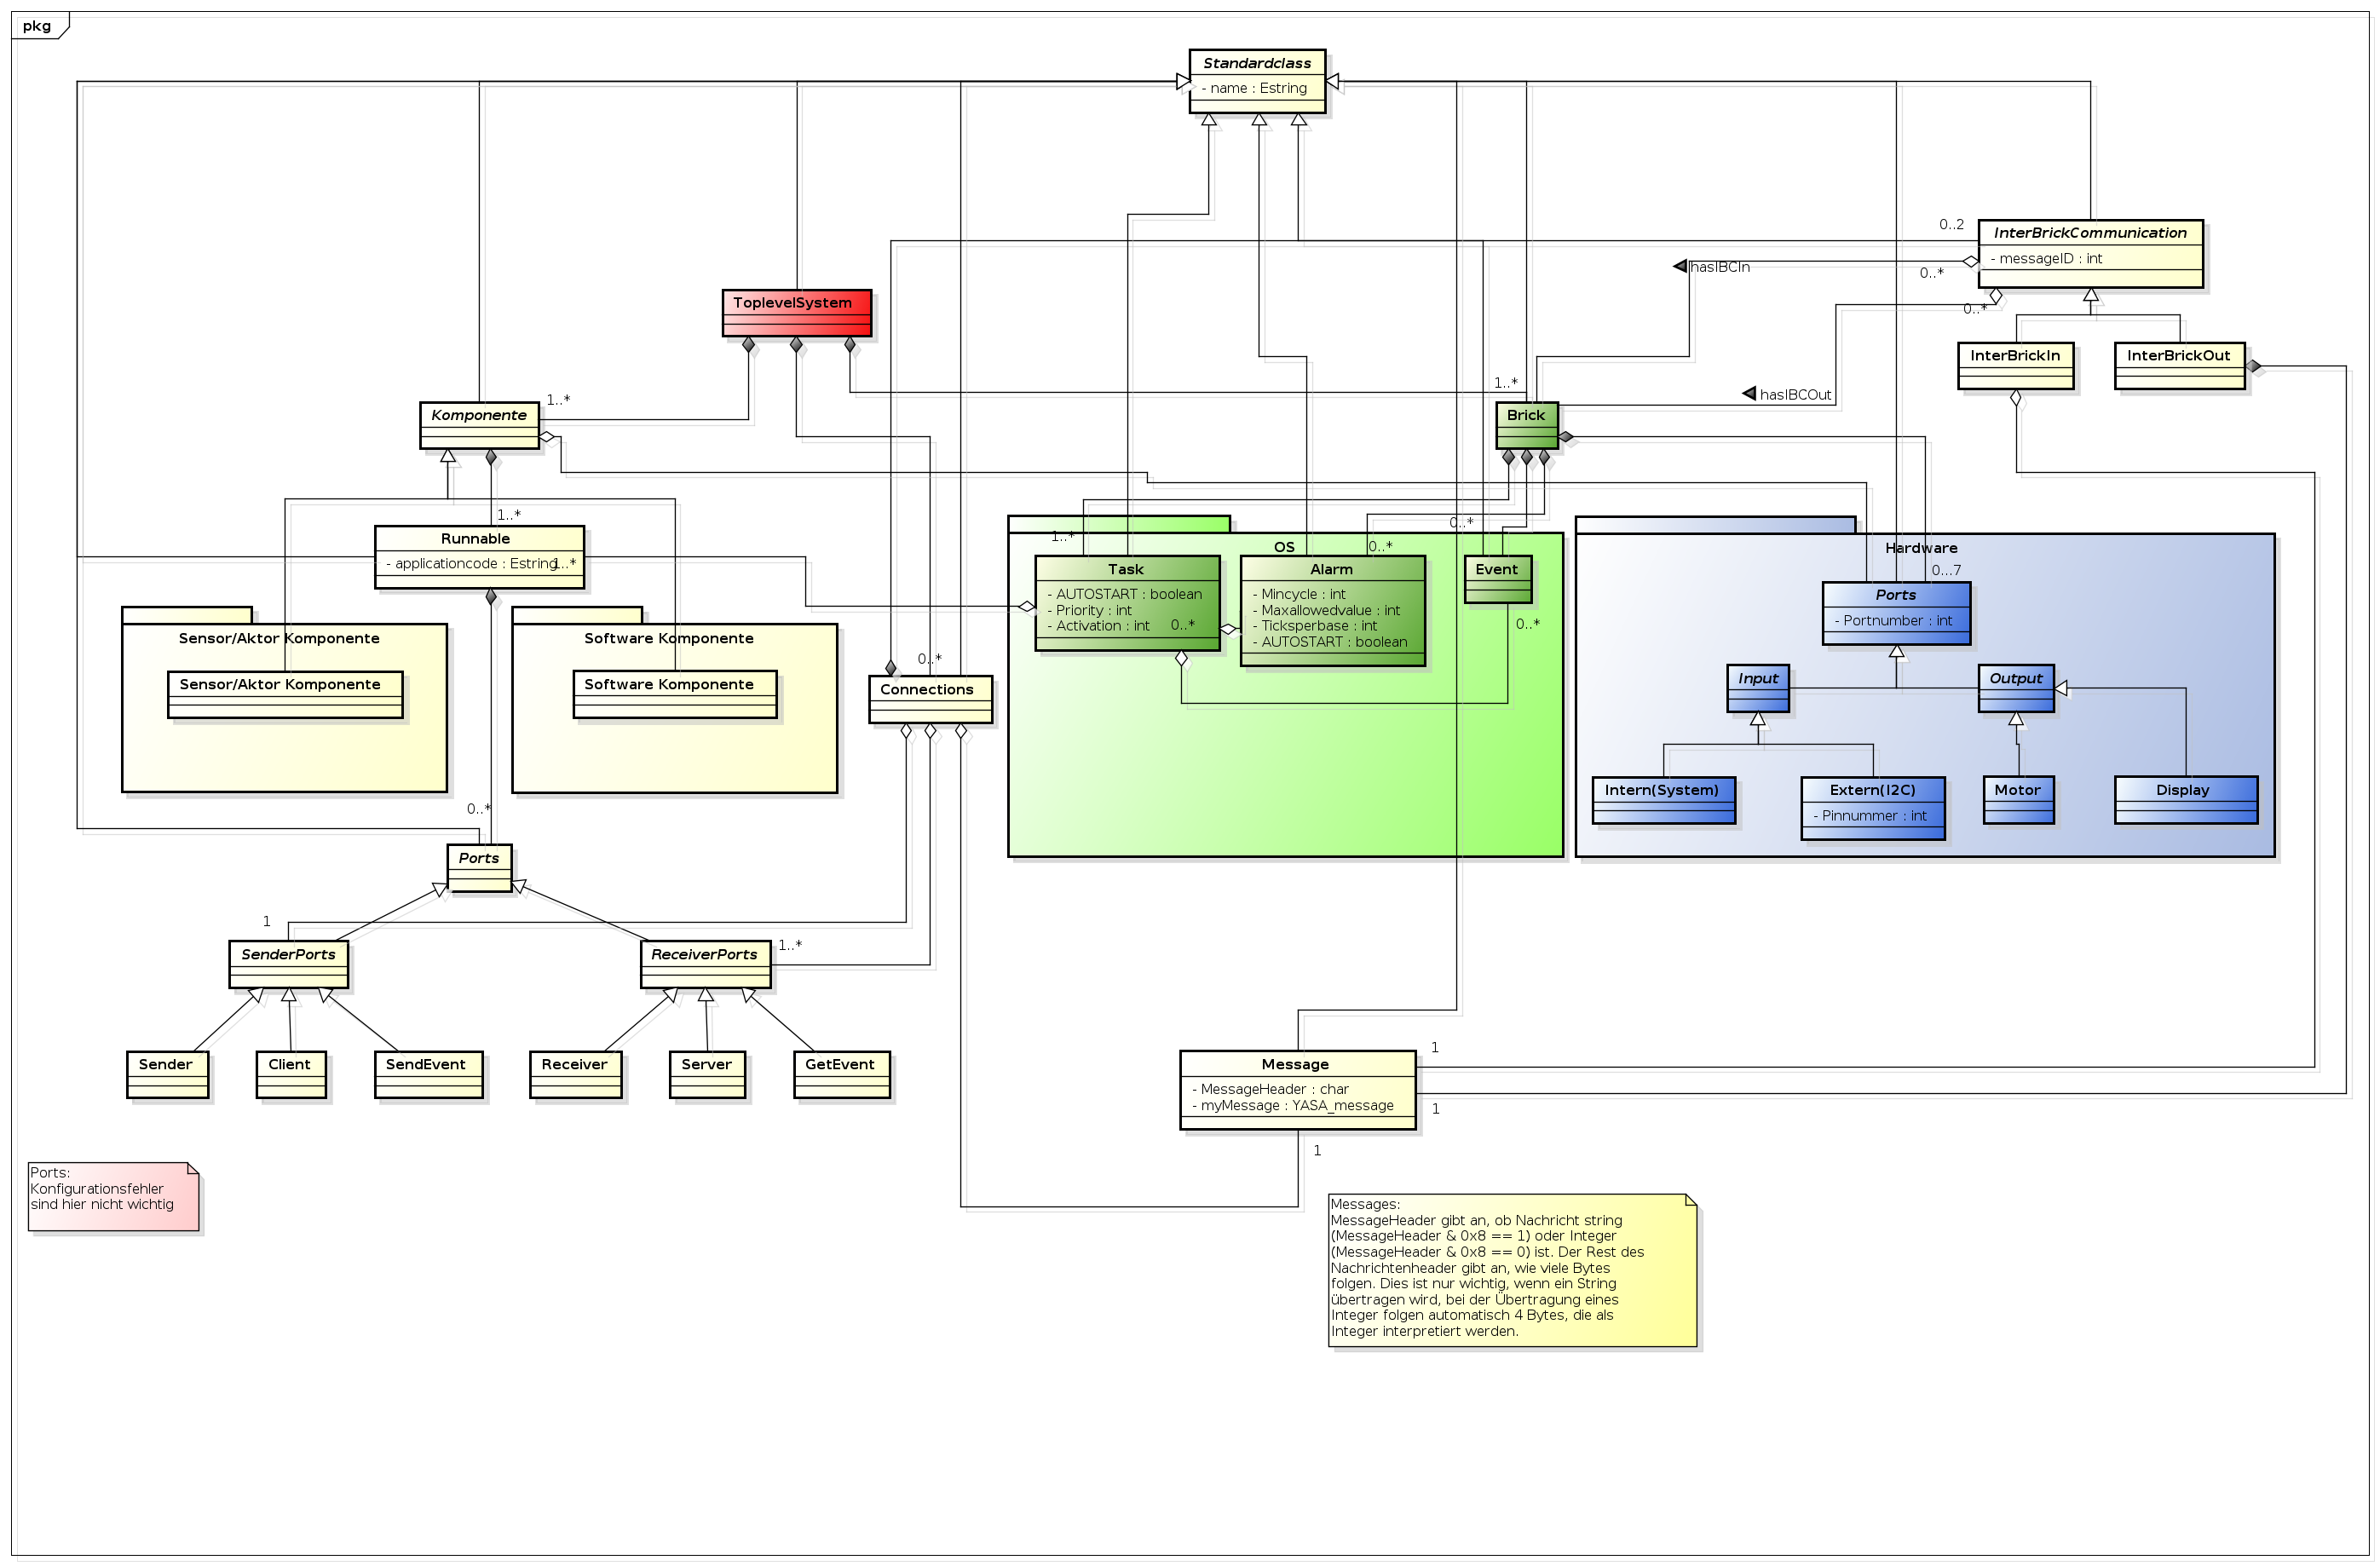 pkg
Standardclass
- name : Estring
0..2
InterBrickCommunication
- messageID : int
hasIBCIn
0..*
0..*
ToplevelSystem
InterBrickIn
InterBrickOut
1..*
hasIBCOut
1..*
Komponente
Brick
1..*
Runnable
- applicationcode : Estring
1..*
0..*
1..*
OS
0..*
Task
- AUTOSTART : boolean
- Priority : int
- Activation : int
0..*
Alarm
- Mincycle : int
- Maxallowedvalue : int
- Ticksperbase : int
- AUTOSTART : boolean
Event
0..*
Hardware
0...7
Ports
- Portnumber : int
Sensor/Aktor Komponente
Sensor/Aktor Komponente
Software Komponente
Software Komponente
0..*
Connections
Input
Output
Intern(System)
Extern(I2C)
- Pinnummer : int
Motor
Display
0..*
Ports
1
SenderPorts
ReceiverPorts
1..*
Sender
Client
SendEvent
Receiver
Server
GetEvent
1
Message
- MessageHeader : char
- myMessage : YASA_message
1
1
Ports:
Konfigurationsfehler
sind hier nicht wichtig
Messages:
MessageHeader gibt an, ob Nachricht string
(MessageHeader & 0x8 == 1) oder Integer
(MessageHeader & 0x8 == 0) ist. Der Rest des
Nachrichtenheader gibt an, wie viele Bytes
folgen. Dies ist nur wichtig, wenn ein String
übertragen wird, bei der Übertragung eines
Integer folgen automatisch 4 Bytes, die als
Integer interpretiert werden.